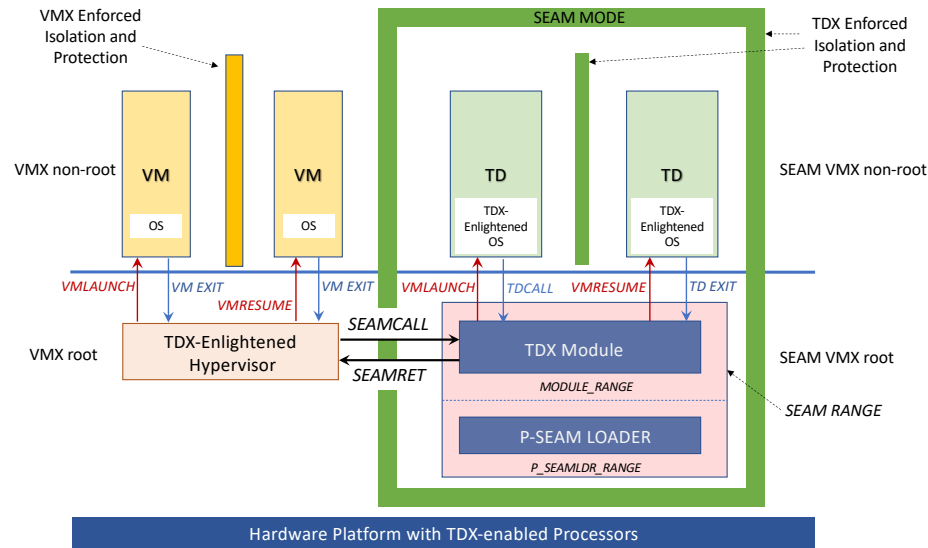 VMX Enforced
Isolation and
Protection
SEAM MODE
TDX Enforced
Isolation and
Protection
VMX non-root
VM
OS
VM
OS
TD
TDX-
Enlightened
OS
TD
TDX-
Enlightened
OS
SEAM VMX non-root
VMLAUNCH
VM EXIT
VMRESUME
VM EXIT
VMLAUNCH
TDCALL
VMRESUME
TD EXIT
VMX root
TDX-Enlightened
Hypervisor
SEAMCALL
SEAMRET
TDX Module
MODULE_RANGE
SEAM VMX root
SEAM RANGE
P-SEAM LOADER
P_SEAMLDR_RANGE
Hardware Platform with TDX-enabled Processors